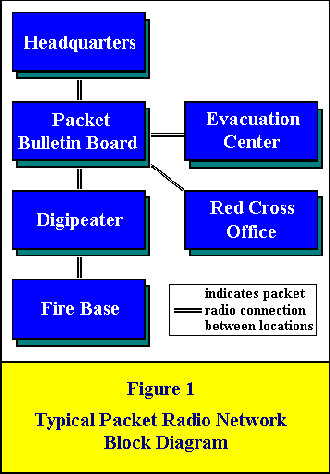 Headquarters
Packet
Bulletin Board
Evacuation
Center
Digipeater
Red Cross
Office
Fire Base
indicates packet
radio connection
between locations
Figure 1
Typical Packet Radio Network
Block Diagram